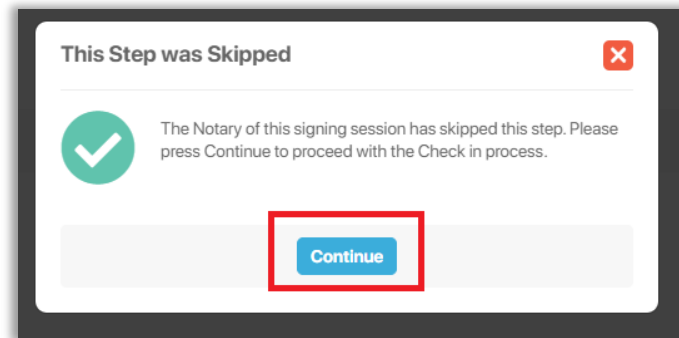 This Step was Skipped
The Notary of this signing session has skipped this step. Please
press Continue to proceed with the Check in process.
Continue